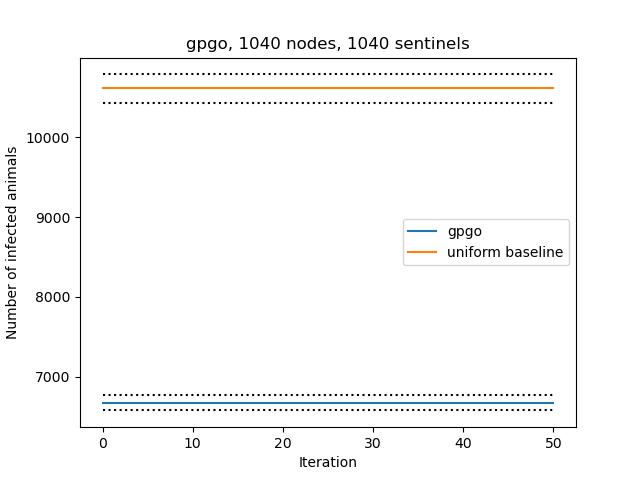 gpgo, 1040 nodes, 1040 sentinels
Number of infected animals
10000
9000
8000
7000
gpgo
uniform baseline
0 10 20 30 40 50
Iteration